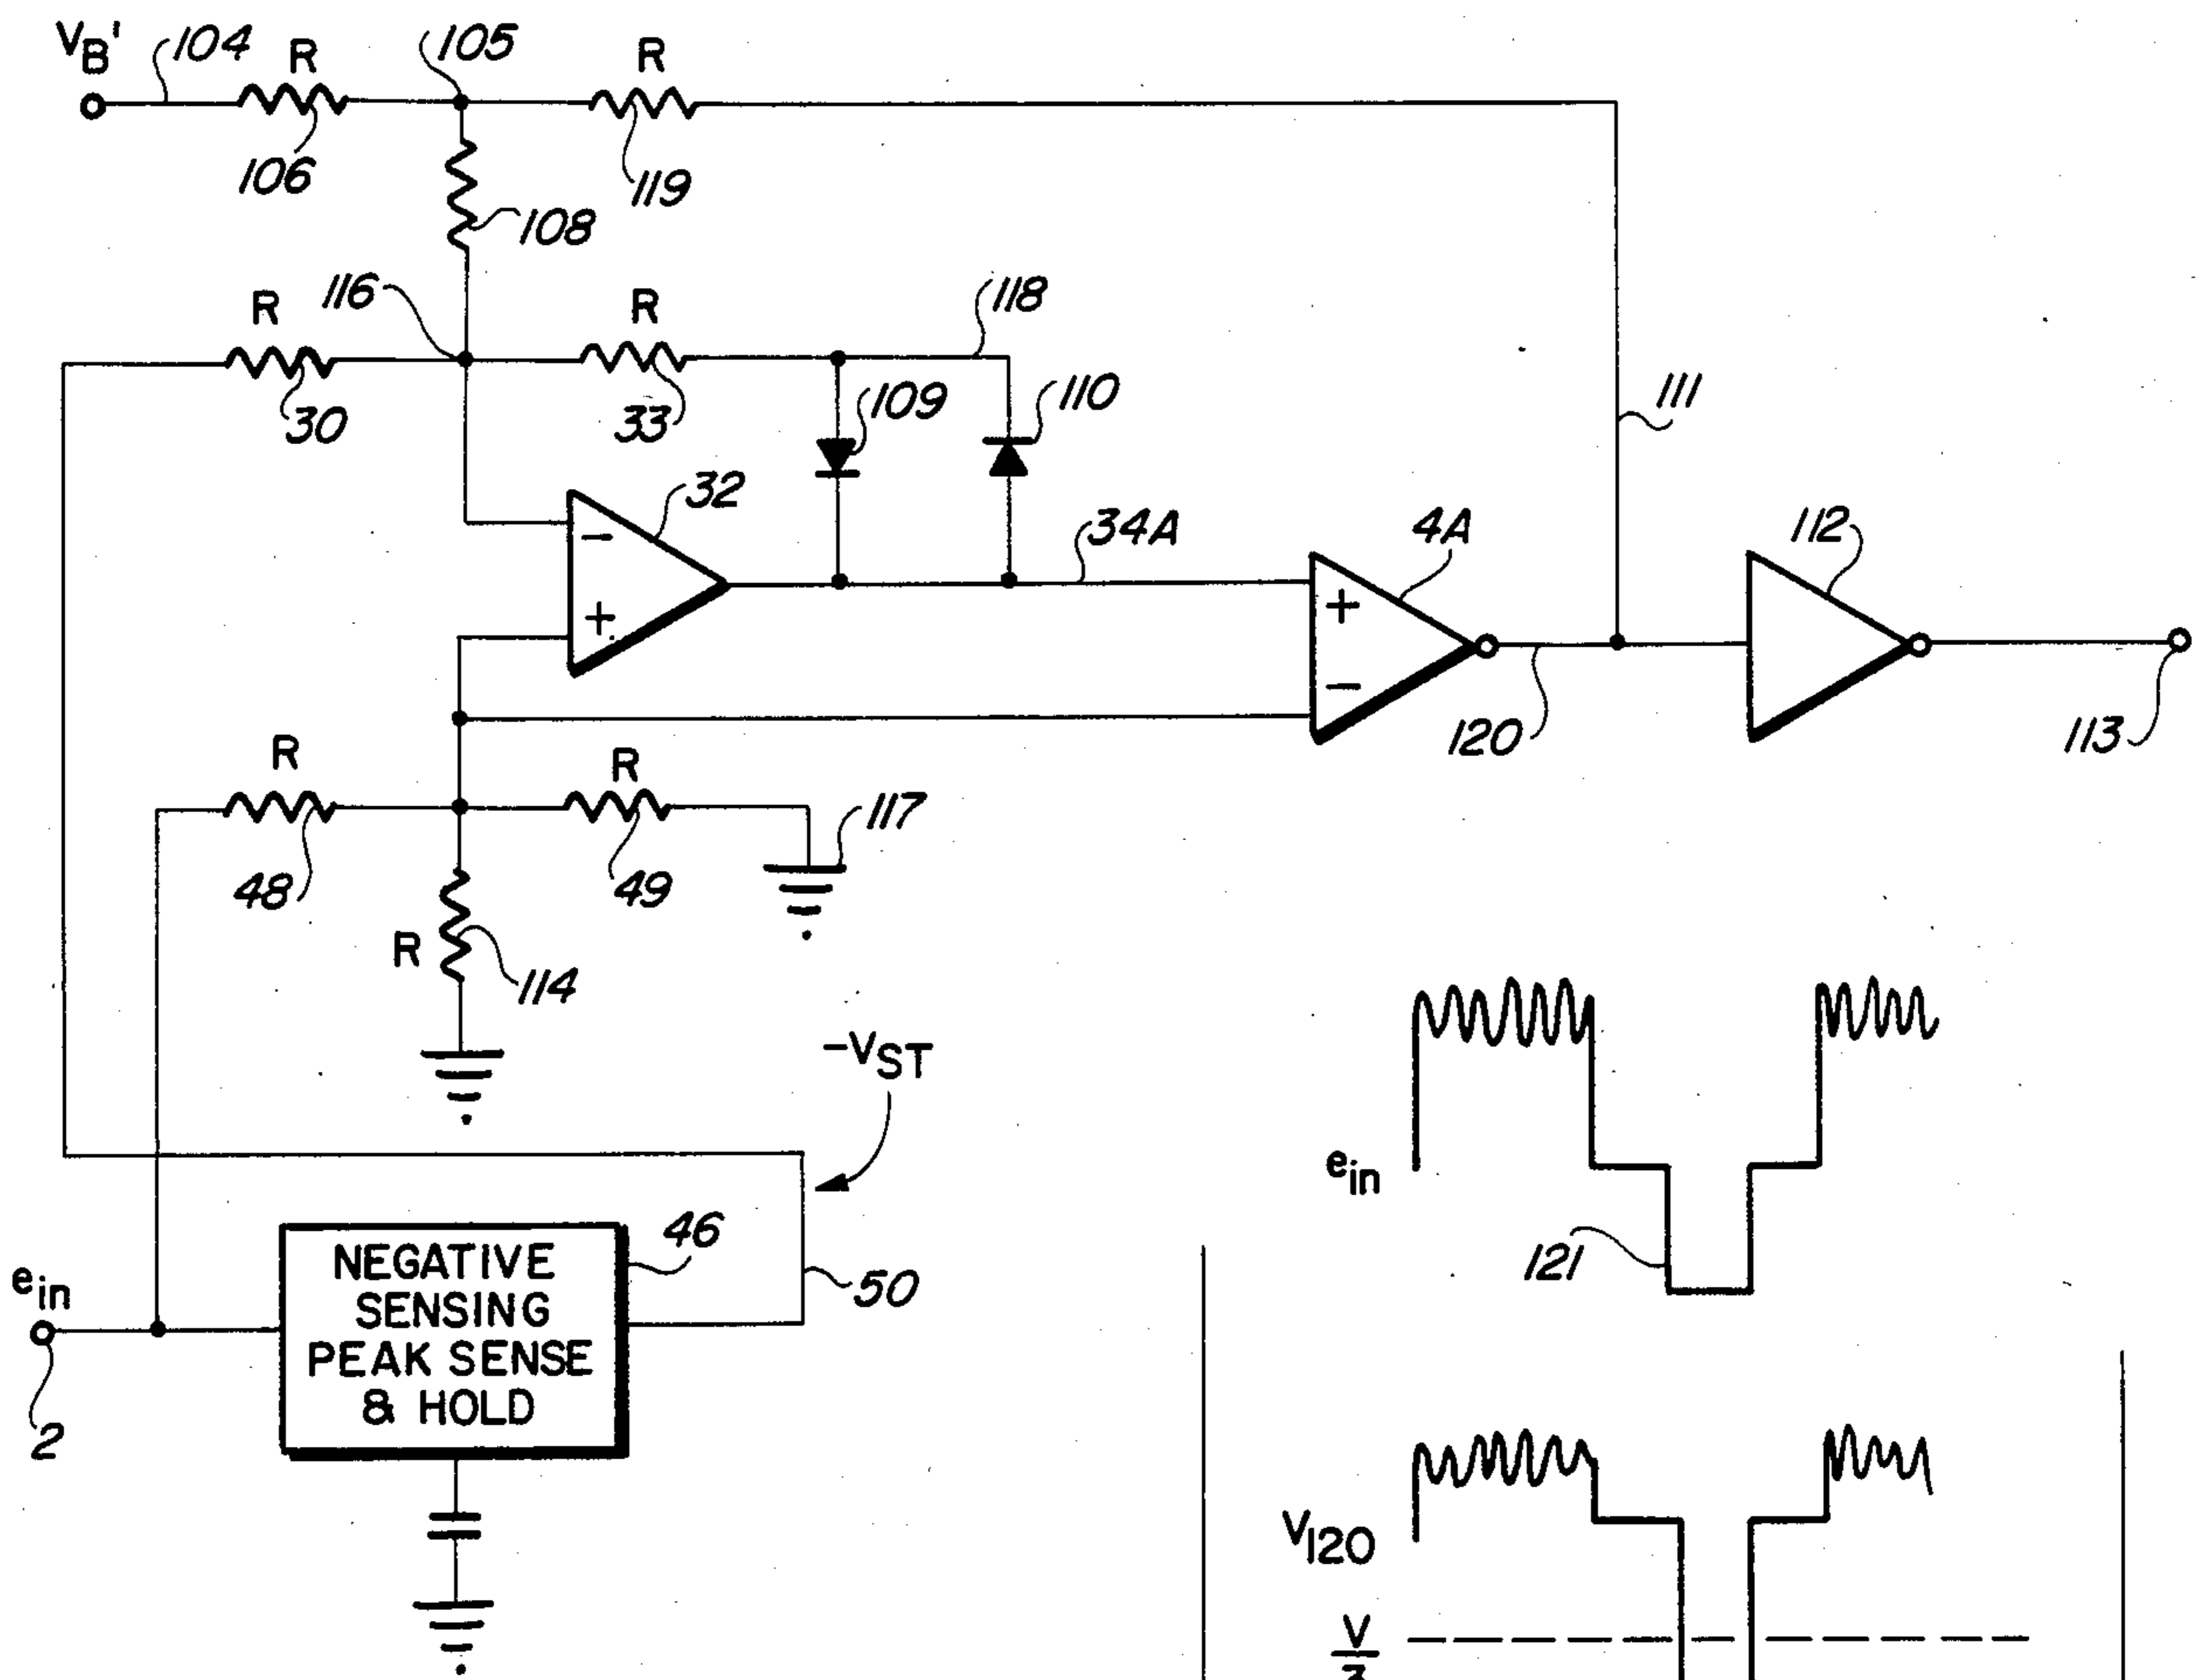 VB'
104
R
105
R
106
119
108
R
116
R
118
30
33
109
110
111
32
34A
4A
112
-
+
+
-
120
113
R
R
117
48
49
R
114
-VST
ein
121
NEGATIVE
SENSING
PEAK SENSE
& HOLD
46
50
ein
2
V120
V